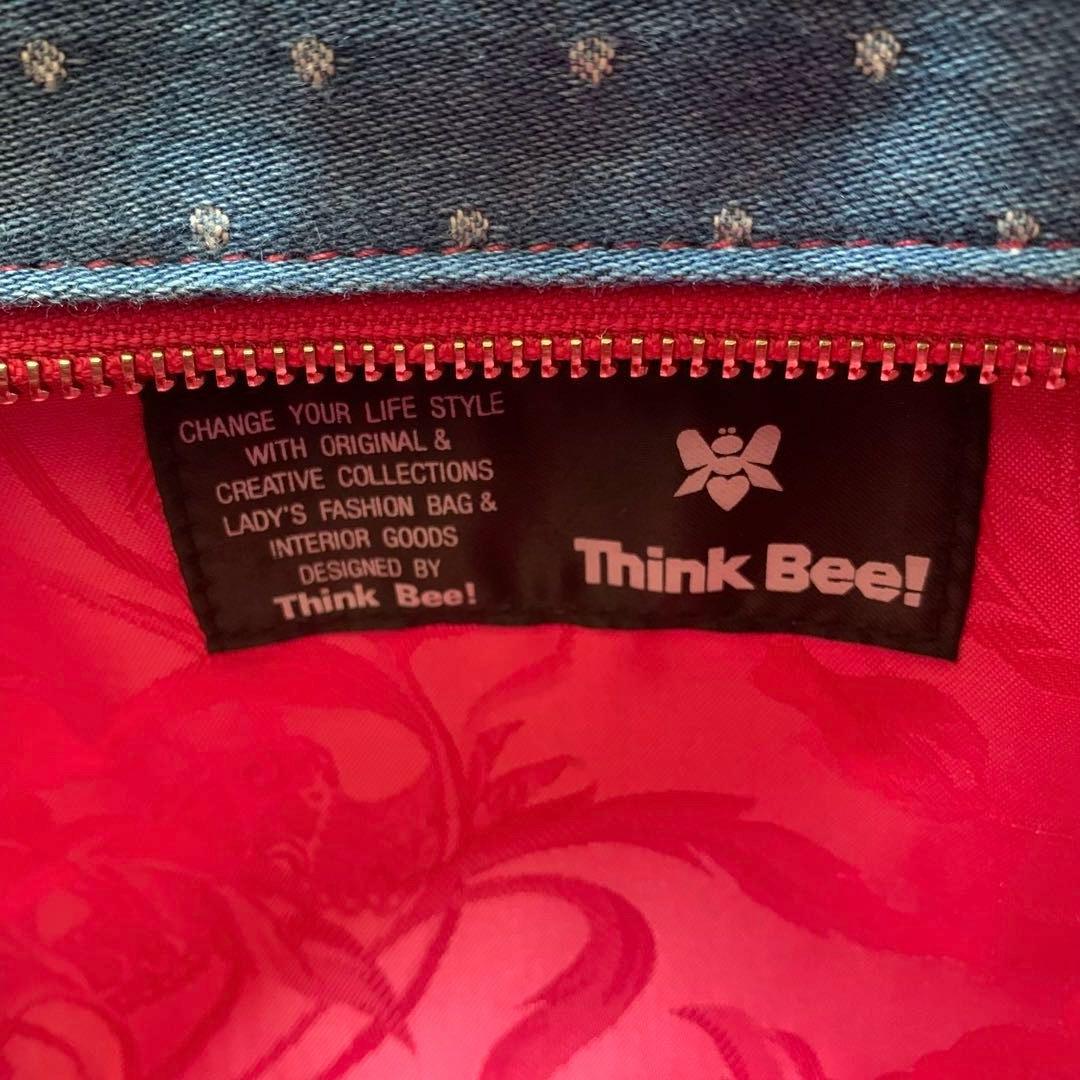 CHANGE YOUR LIFE STYLE
WITH ORIGINAL &
CREATIVE COLLECTIONS
LADY'S FASHION BAG &
INTERIOR GOODS
DESIGNED BY
Think Bee!
Think Bee!